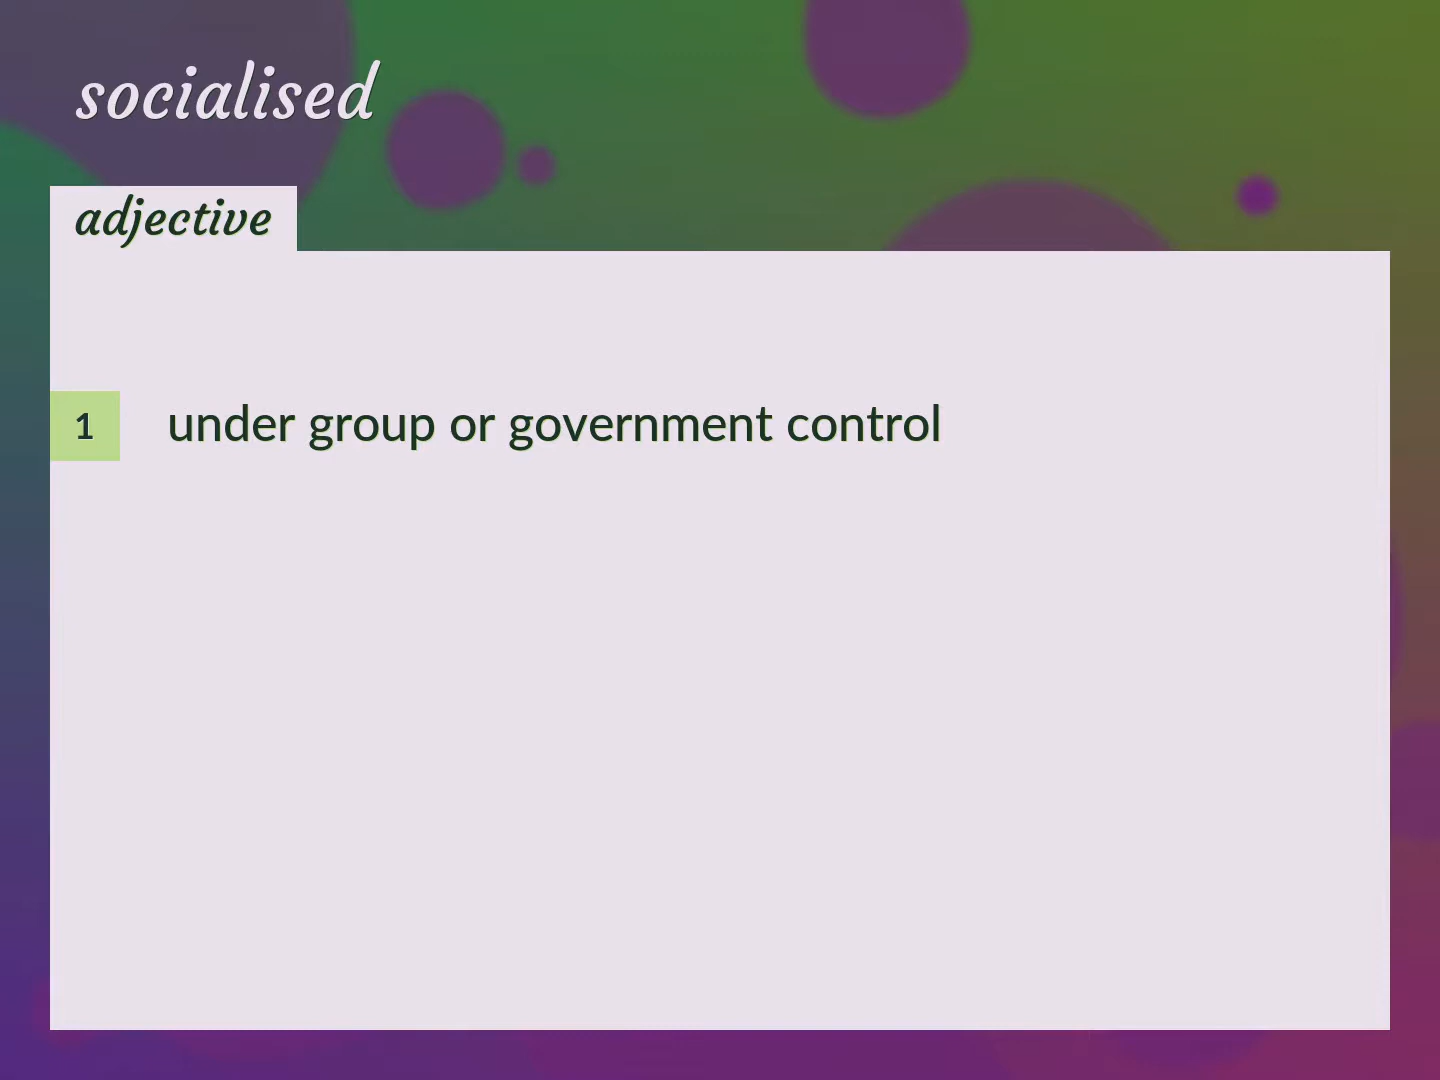 socialised
adjective
1 under group or government control